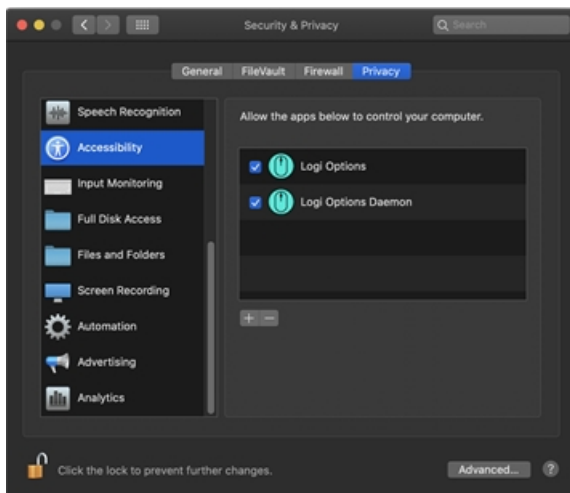 Security & Privacy
Search
General
FileVault
Firewall
Privacy
Speech Recognition
Accessibility
Input Monitoring
Full Disk Access
Files and Folders
Screen Recording
Automation
Advertising
Analytics
Allow the apps below to control your computer.
Logi Options
Logi Options Daemon
+
−
Click the lock to prevent further changes.
Advanced...
?